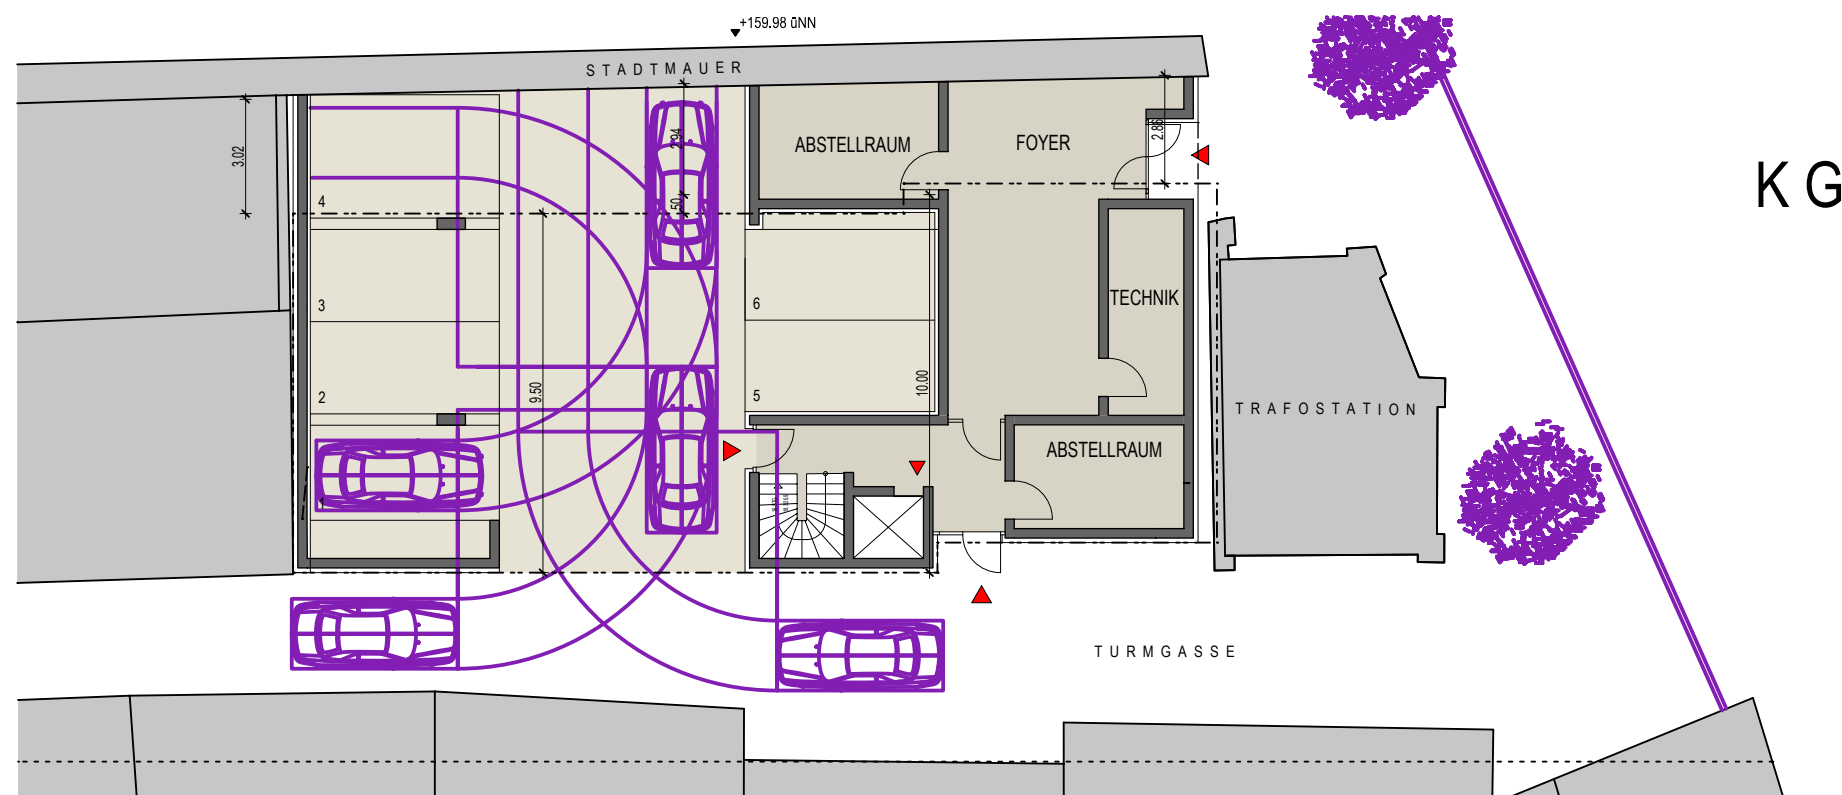 +159.98 üNN
STADTMAUER
KG
3.02
2.94
2.86
ABSTELLRAUM
FOYER
4
.50
3
6
TECHNIK
2
9.50
5
10.00
TRAFOSTATION
ABSTELLRAUM
1
TURMGASSE